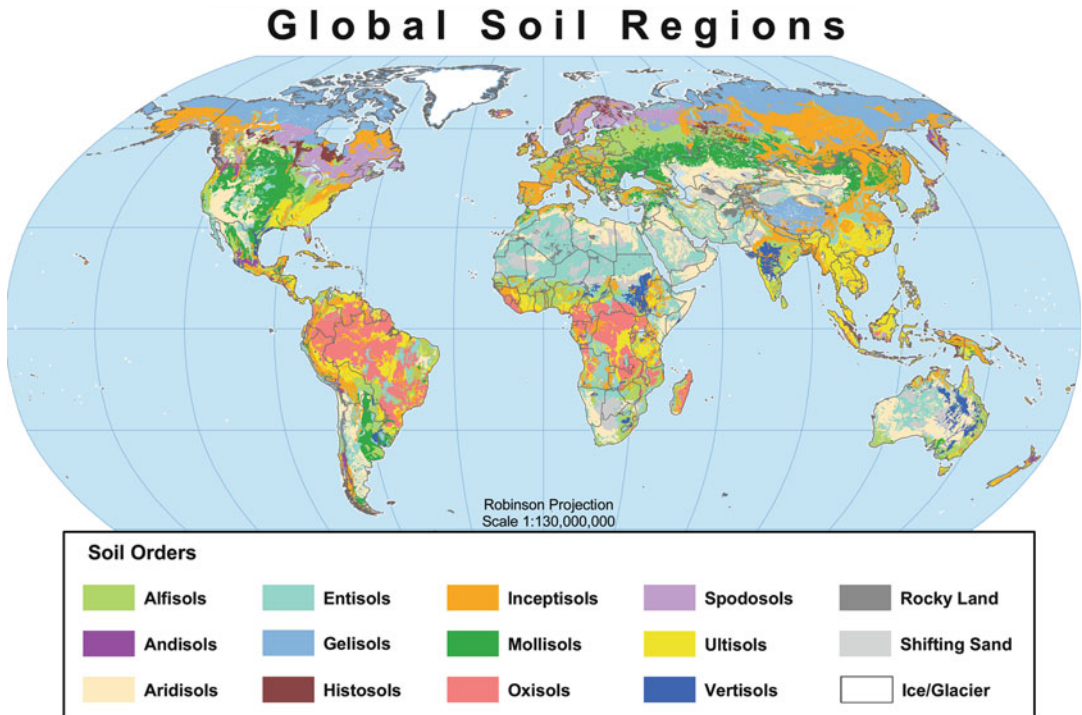 Global Soil Regions
Robinson Projection
Scale 1:130,000,000
Soil Orders
Alfisols
Entisols
Inceptisols
Spodosols
Rocky Land
Andisols
Gelisols
Mollisols
Ultisols
Shifting Sand
Aridisols
Histosols
Oxisols
Vertisols
Ice/Glacier